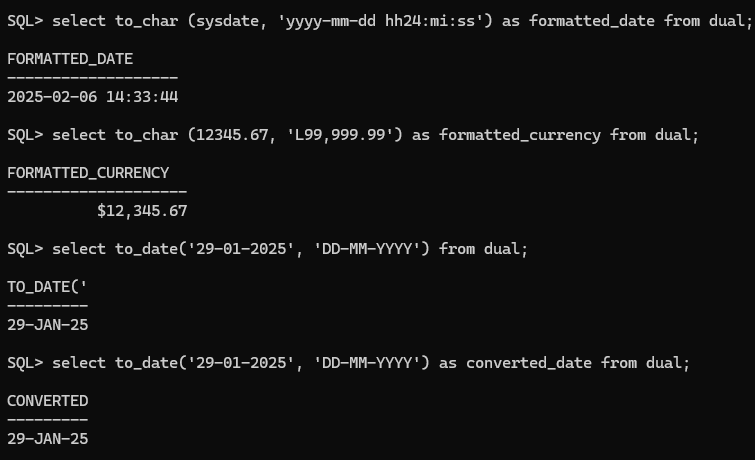 SQL> select to_char (sysdate, 'yyyy-mm-dd hh24:mi:ss') as formatted_date from dual;
FORMATTED_DATE
-------------------
2025-02-06 14:33:44
SQL> select to_char (12345.67, 'L99,999.99') as formatted_currency from dual;
FORMATTED_CURRENCY
--------------------
$12,345.67
SQL> select to_date('29-01-2025', 'DD-MM-YYYY') from dual;
TO_DATE('
---------
29-JAN-25
SQL> select to_date('29-01-2025', 'DD-MM-YYYY') as converted_date from dual;
CONVERTED
---------
29-JAN-25